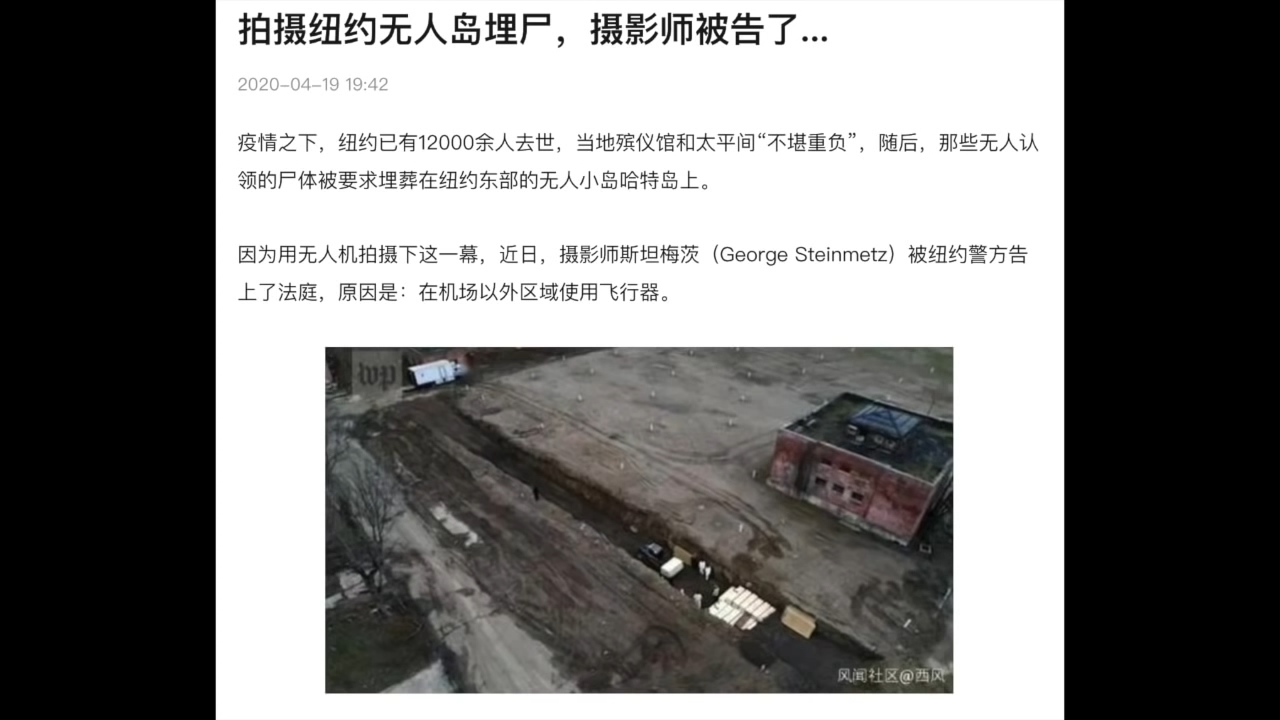 拍摄纽约无人岛埋尸，摄影师被告了...
2020-04-19 19:42
疫情之下，纽约已有12000余人去世，当地殡仪馆和太平间“不堪重负”，随后，那些无人认
领的尸体被要求埋葬在纽约东部的无人小岛哈特岛上。
因为用无人机拍摄下这一幕，近日，摄影师斯坦梅茨（George Steinmetz）被纽约警方告
上了法庭，原因是：在机场以外区域使用飞行器。
wp
风闻社区@西风